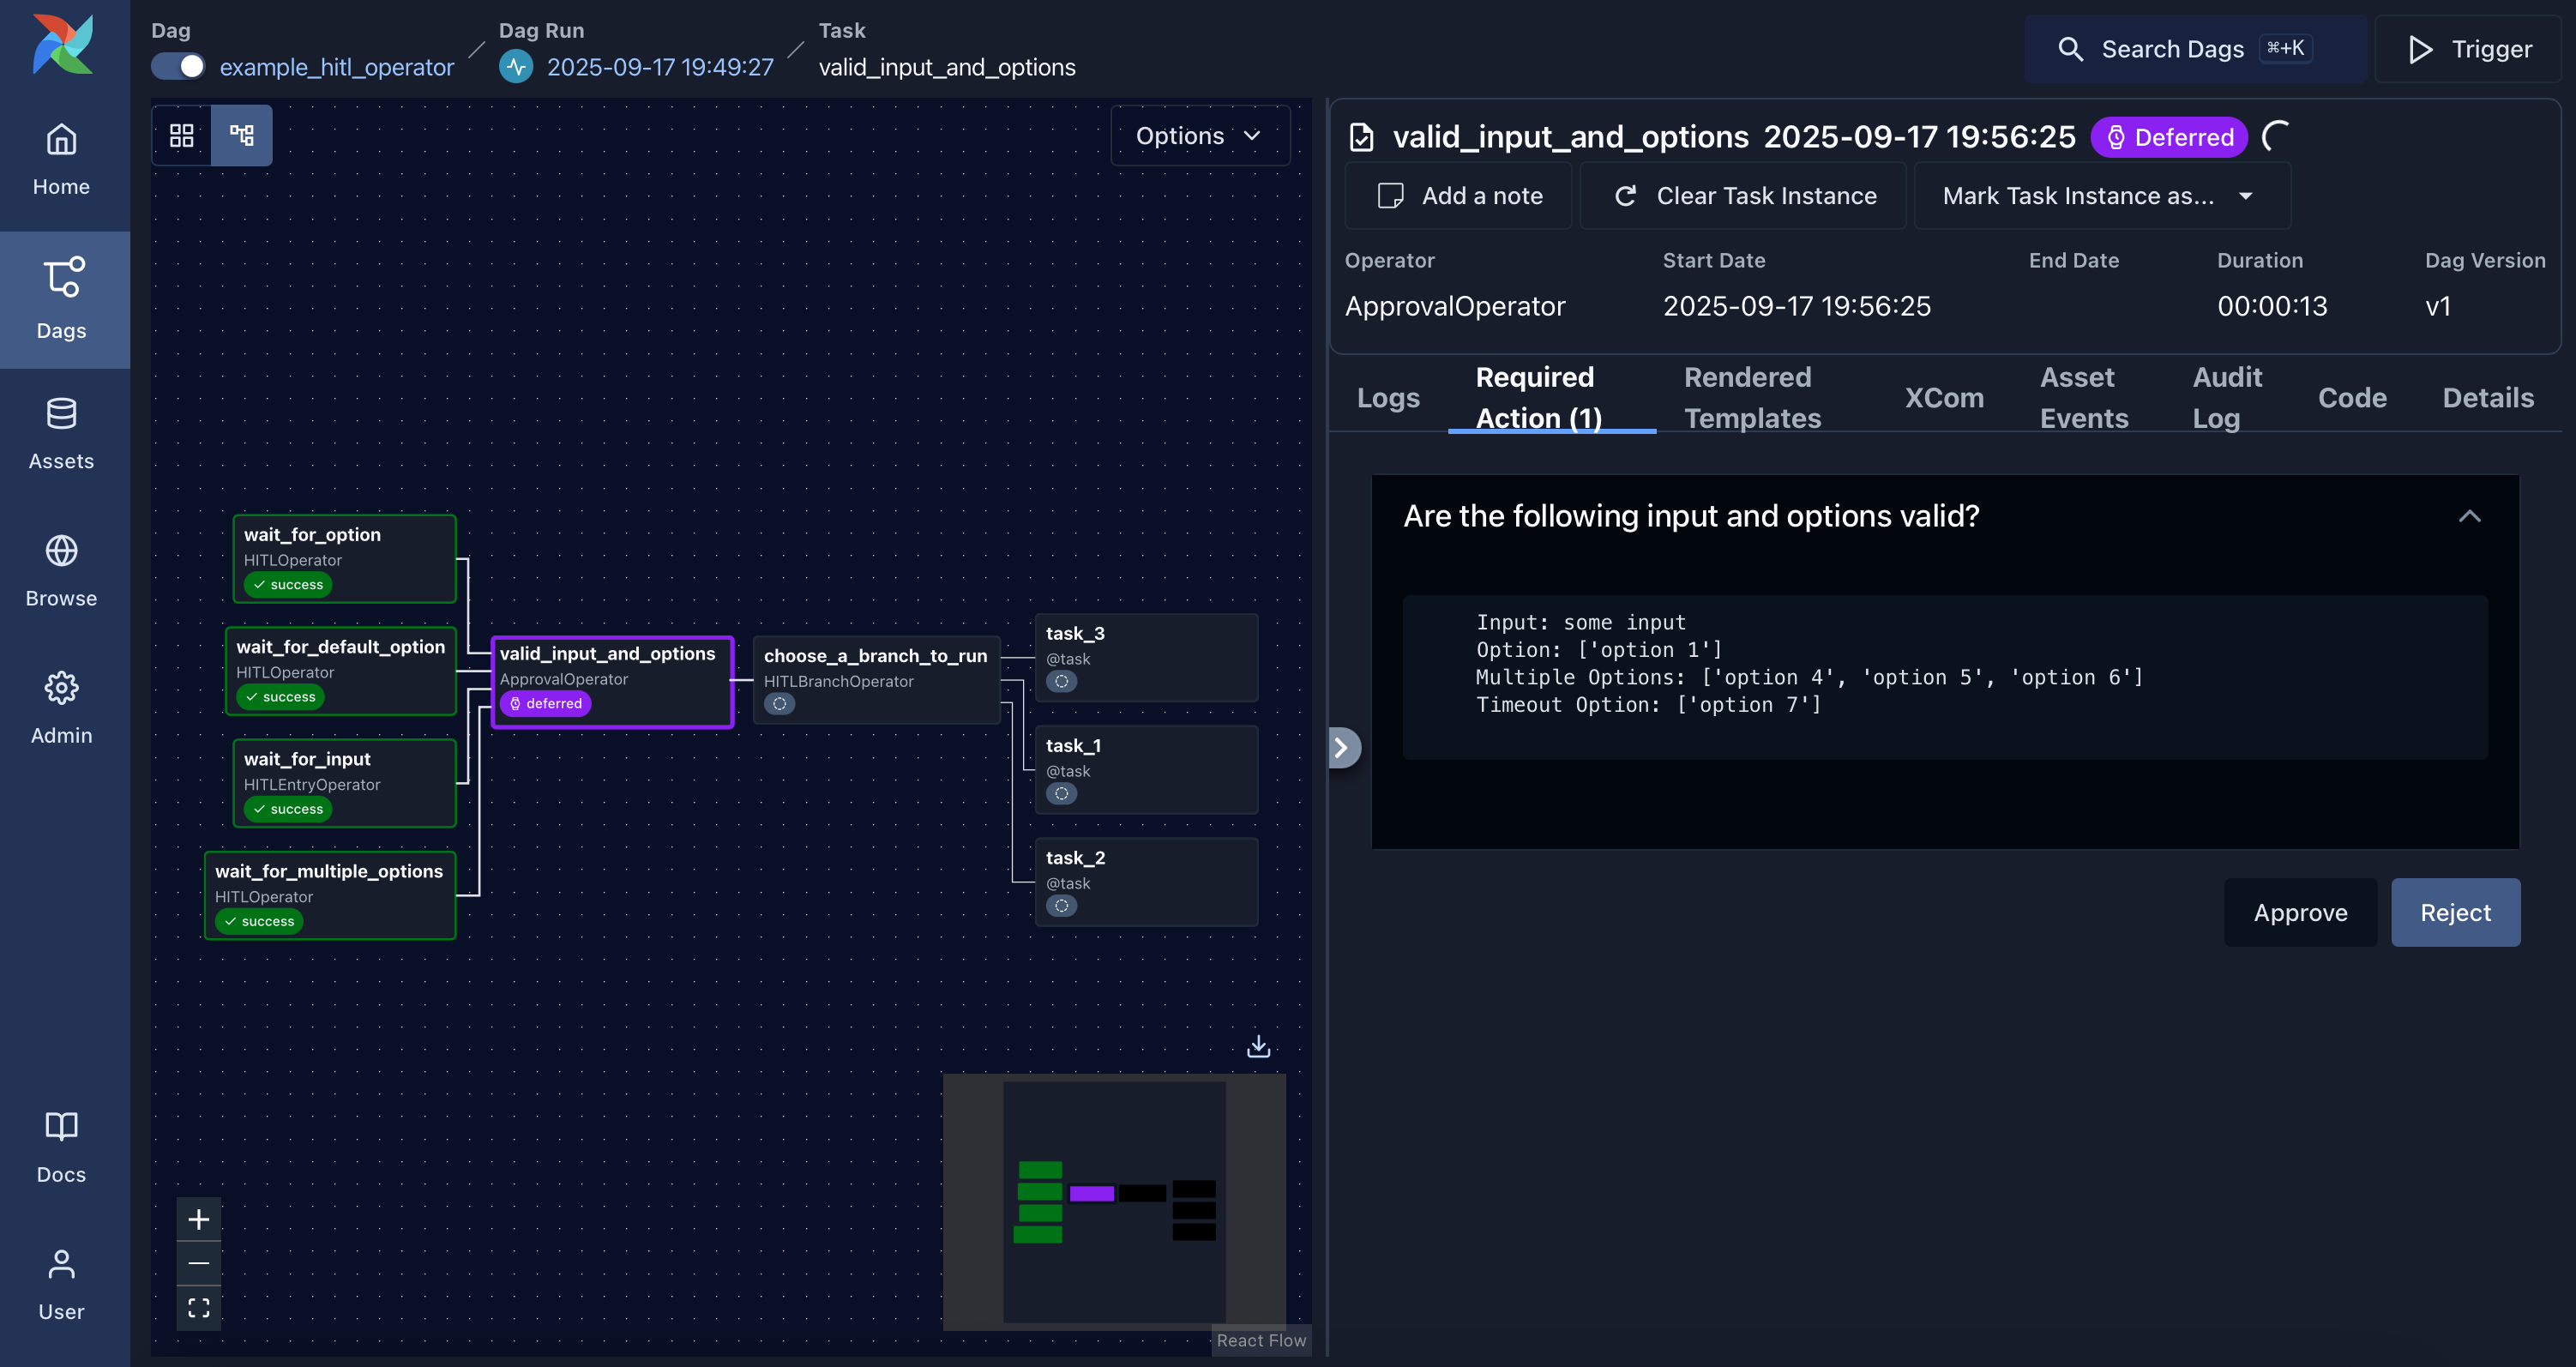 Dag
example_hitl_operator
Dag Run
2025-09-17 19:49:27
Task
valid_input_and_options
Search Dags ⌘+K
Trigger
Home
Dags
Assets
Browse
Admin
Docs
User
Options
wait_for_option
HITLOperator
success
wait_for_default_option
HITLOperator
success
wait_for_input
HITLEntryOperator
success
wait_for_multiple_options
HITLOperator
success
valid_input_and_options
ApprovalOperator
deferred
choose_a_branch_to_run
HITLBranchOperator
task_3
@task
task_1
@task
task_2
@task
React Flow
valid_input_and_options 2025-09-17 19:56:25 Deferred
Add a note
Clear Task Instance
Mark Task Instance as...
Operator Start Date End Date Duration Dag Version
ApprovalOperator 2025-09-17 19:56:25 00:00:13 v1
Logs
Required
Action (1)
Rendered
Templates
XCom
Asset
Events
Audit
Log
Code
Details
Are the following input and options valid?
Input: some input
Option: ['option 1']
Multiple Options: ['option 4', 'option 5', 'option 6']
Timeout Option: ['option 7']
Approve
Reject